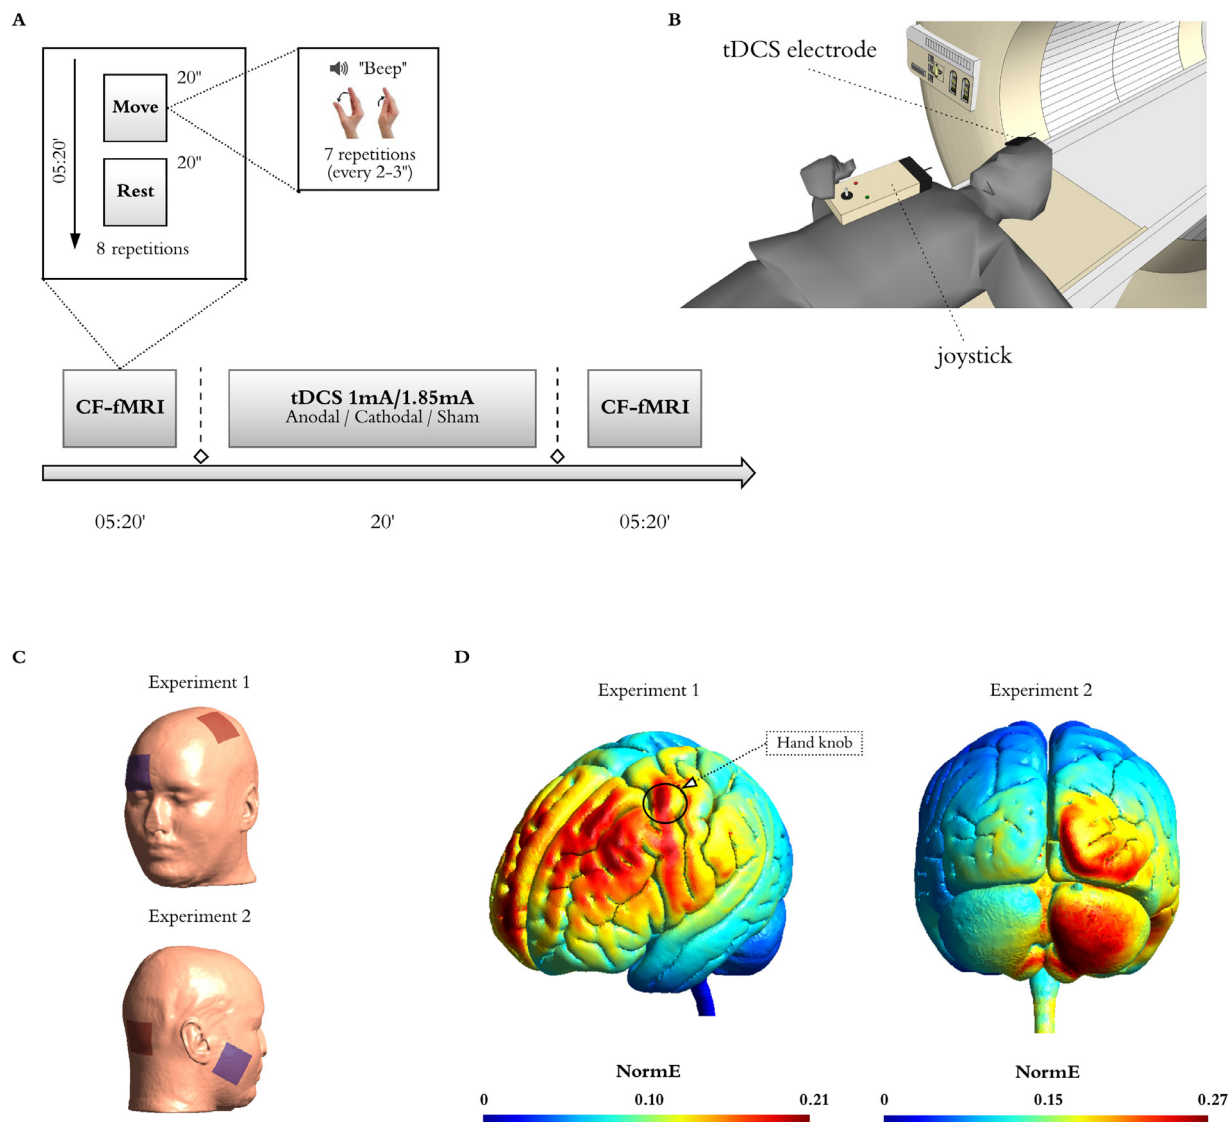 A
20"
Move
20"
Rest
05:20'
8 repetitions
"Beep"
7 repetitions
(every 2-3")
CF-fMRI
tDCS 1mA/1.85mA
Anodal / Cathodal / Sham
CF-fMRI
05:20'
20'
05:20'
B
tDCS electrode
joystick
C
Experiment 1
Experiment 2
D
Experiment 1
Experiment 2
Hand knob
NormE
0 0.10 0.21
NormE
0 0.15 0.27